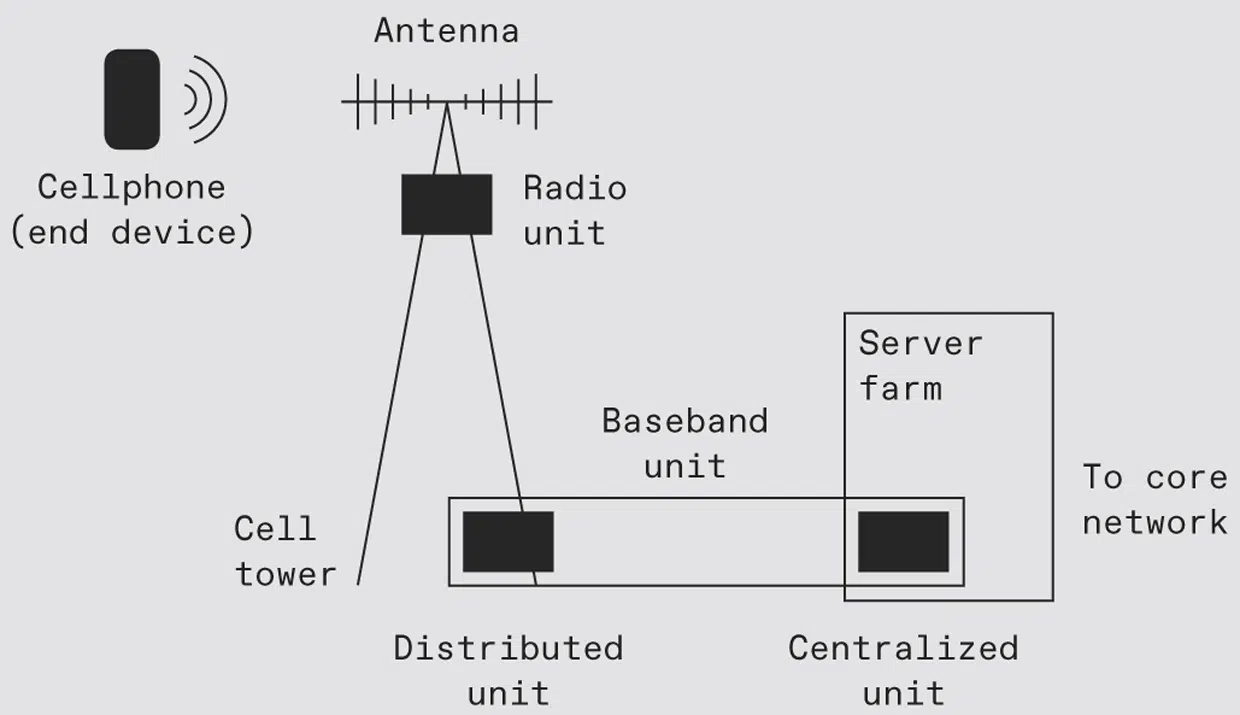 Antenna
Cellphone
(end device)
Radio
unit
Server
farm
Baseband
unit
To core
network
Cell
tower
Distributed
unit
Centralized
unit